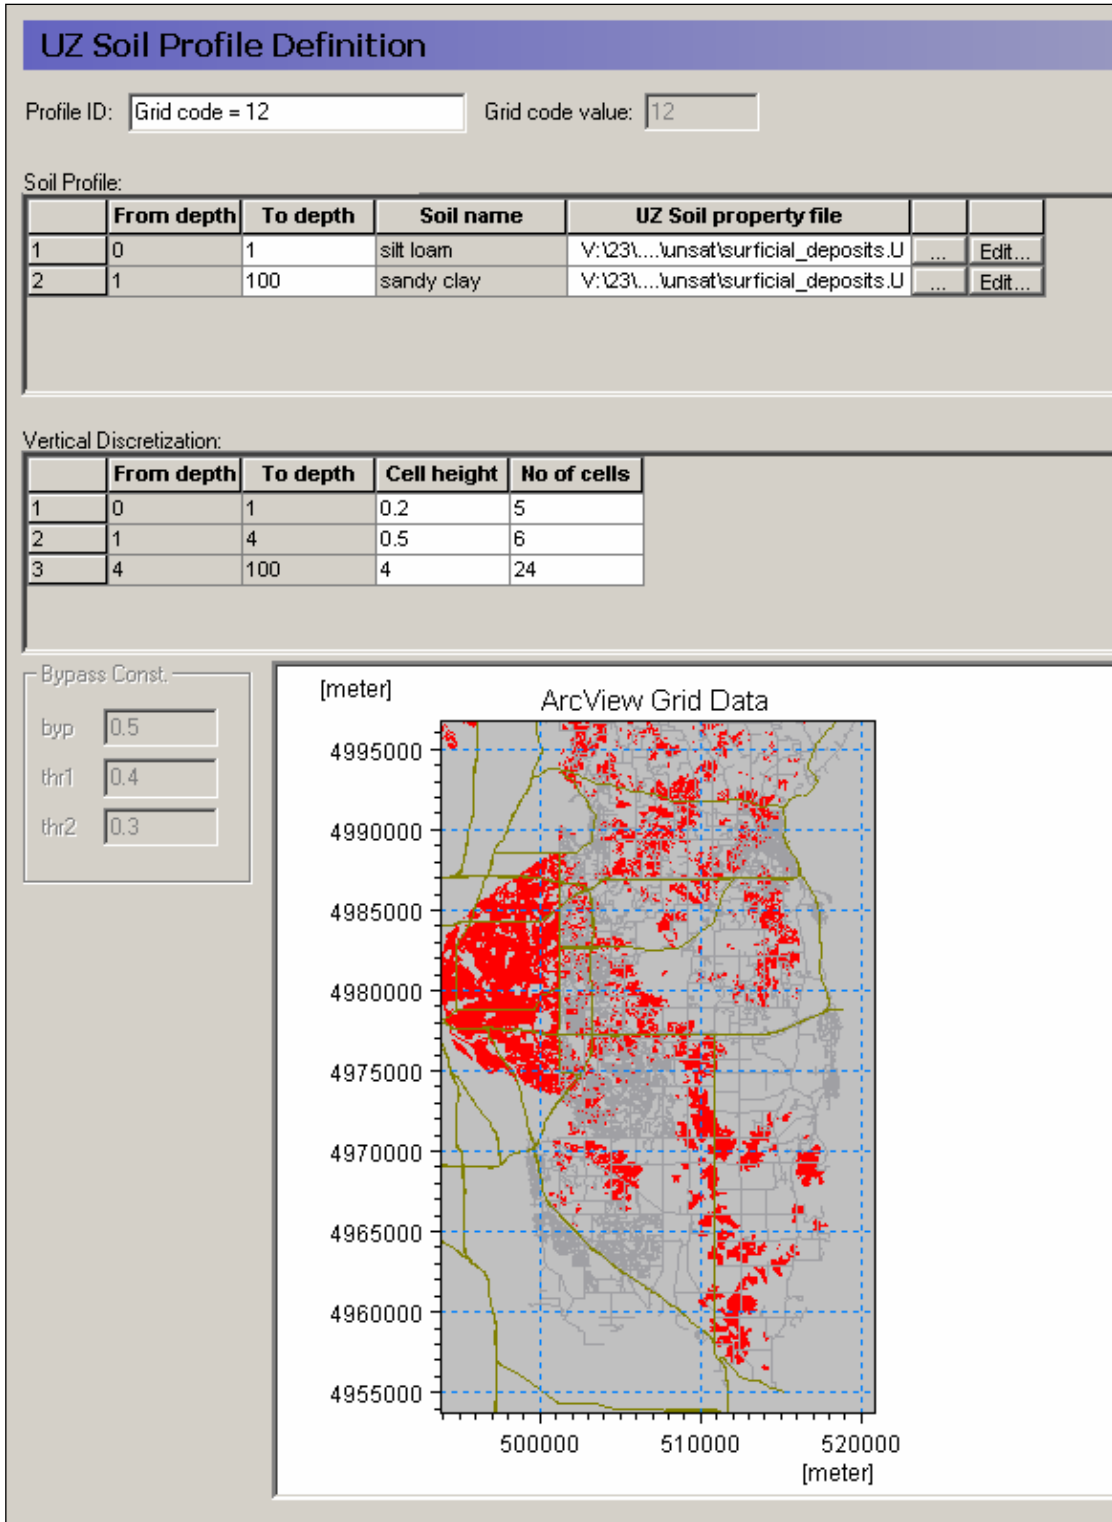 UZ Soil Profile Definition
Profile ID: Grid code = 12 Grid code value: 12
Soil Profile:
From depth To depth Soil name UZ Soil property file
1 0 1 silt loam V:\23\....\unsat\surficial_deposits.U ... Edit...
2 1 100 sandy clay V:\23\....\unsat\surficial_deposits.U ... Edit...
Vertical Discretization:
From depth To depth Cell height No of cells
1 0 1 0.2 5
2 1 4 0.5 6
3 4 100 4 24
Bypass Const.
byp 0.5
thr1 0.4
thr2 0.3
[meter]
ArcView Grid Data
4995000
4990000
4985000
4980000
4975000
4970000
4965000
4960000
4955000
500000 510000 520000
[meter]